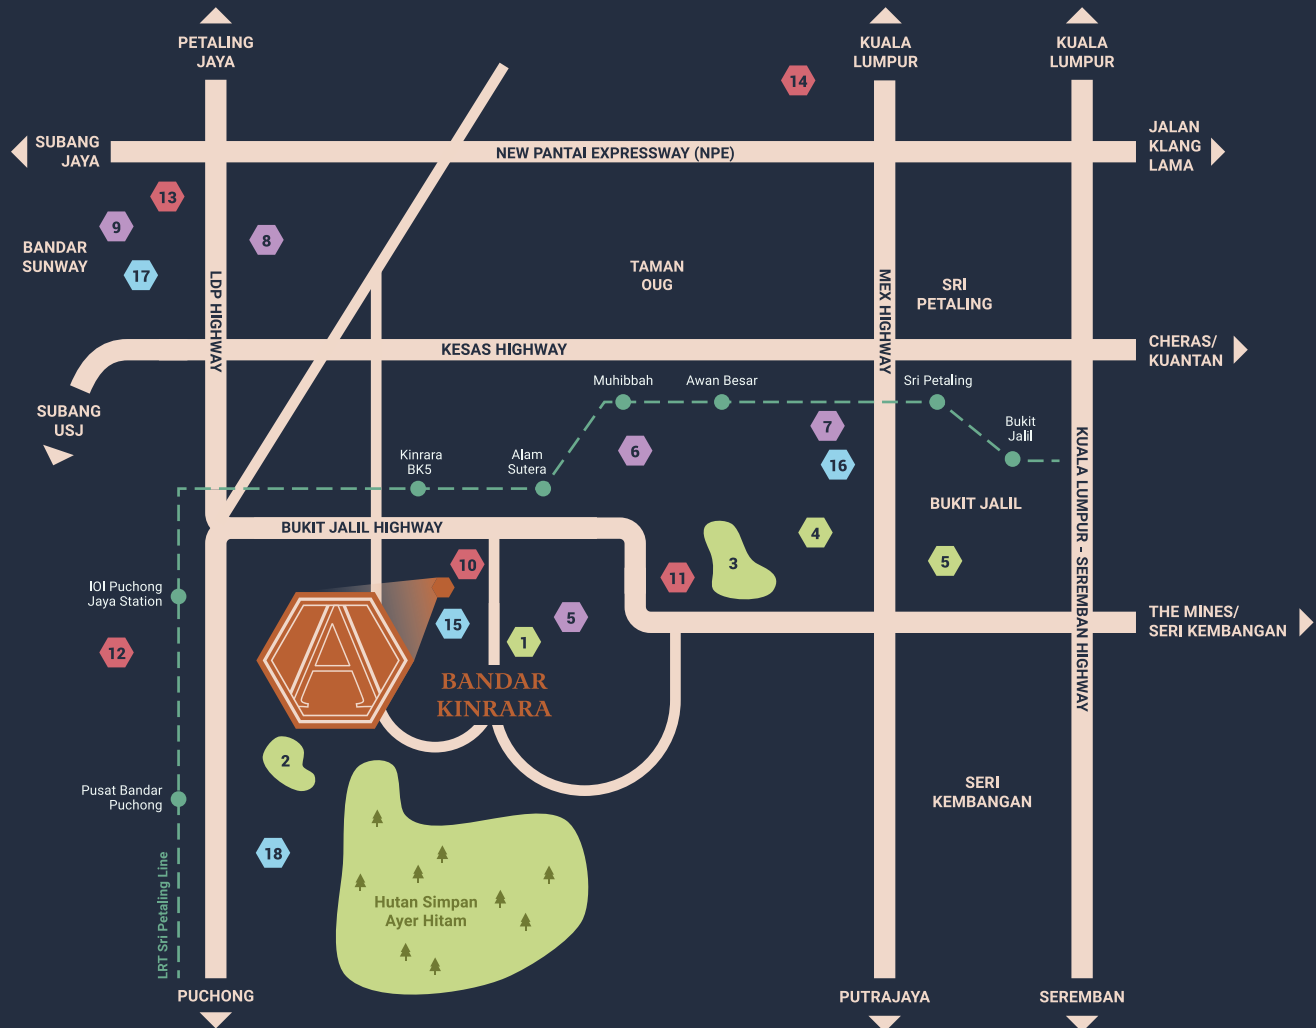 PETALING
JAYA
KUALA
LUMPUR
KUALA
LUMPUR
14
SUBANG
JAYA
NEW PANTAI EXPRESSWAY (NPE)
JALAN
KLANG
LAMA
13
9
8
BANDAR
SUNWAY
17
LDP HIGHWAY
TAMAN
OUG
MEX HIGHWAY
SRI
PETALING
KESAS HIGHWAY
CHERAS/
KUANTAN
SUBANG
USJ
Muhibbah
Awan Besar
Sri Petaling
Bukit
Jalil
7
6
16
Kinrara
BK5
Alam
Sutera
KUALA LUMPUR - SEREMBAN HIGHWAY
BUKIT JALIL
BUKIT JALIL HIGHWAY
4
3
5
10
11
IOI Puchong
Jaya Station
15
5
1
THE MINES/
SERI KEMBANGAN
12
A
BANDAR
KINRARA
2
Pusat Bandar
Puchong
SERI
KEMBANGAN
18
LRT Sri Petaling Line
Hutan Simpan
Ayer Hitam
PUCHONG
PUTRAJAYA
SEREMBAN